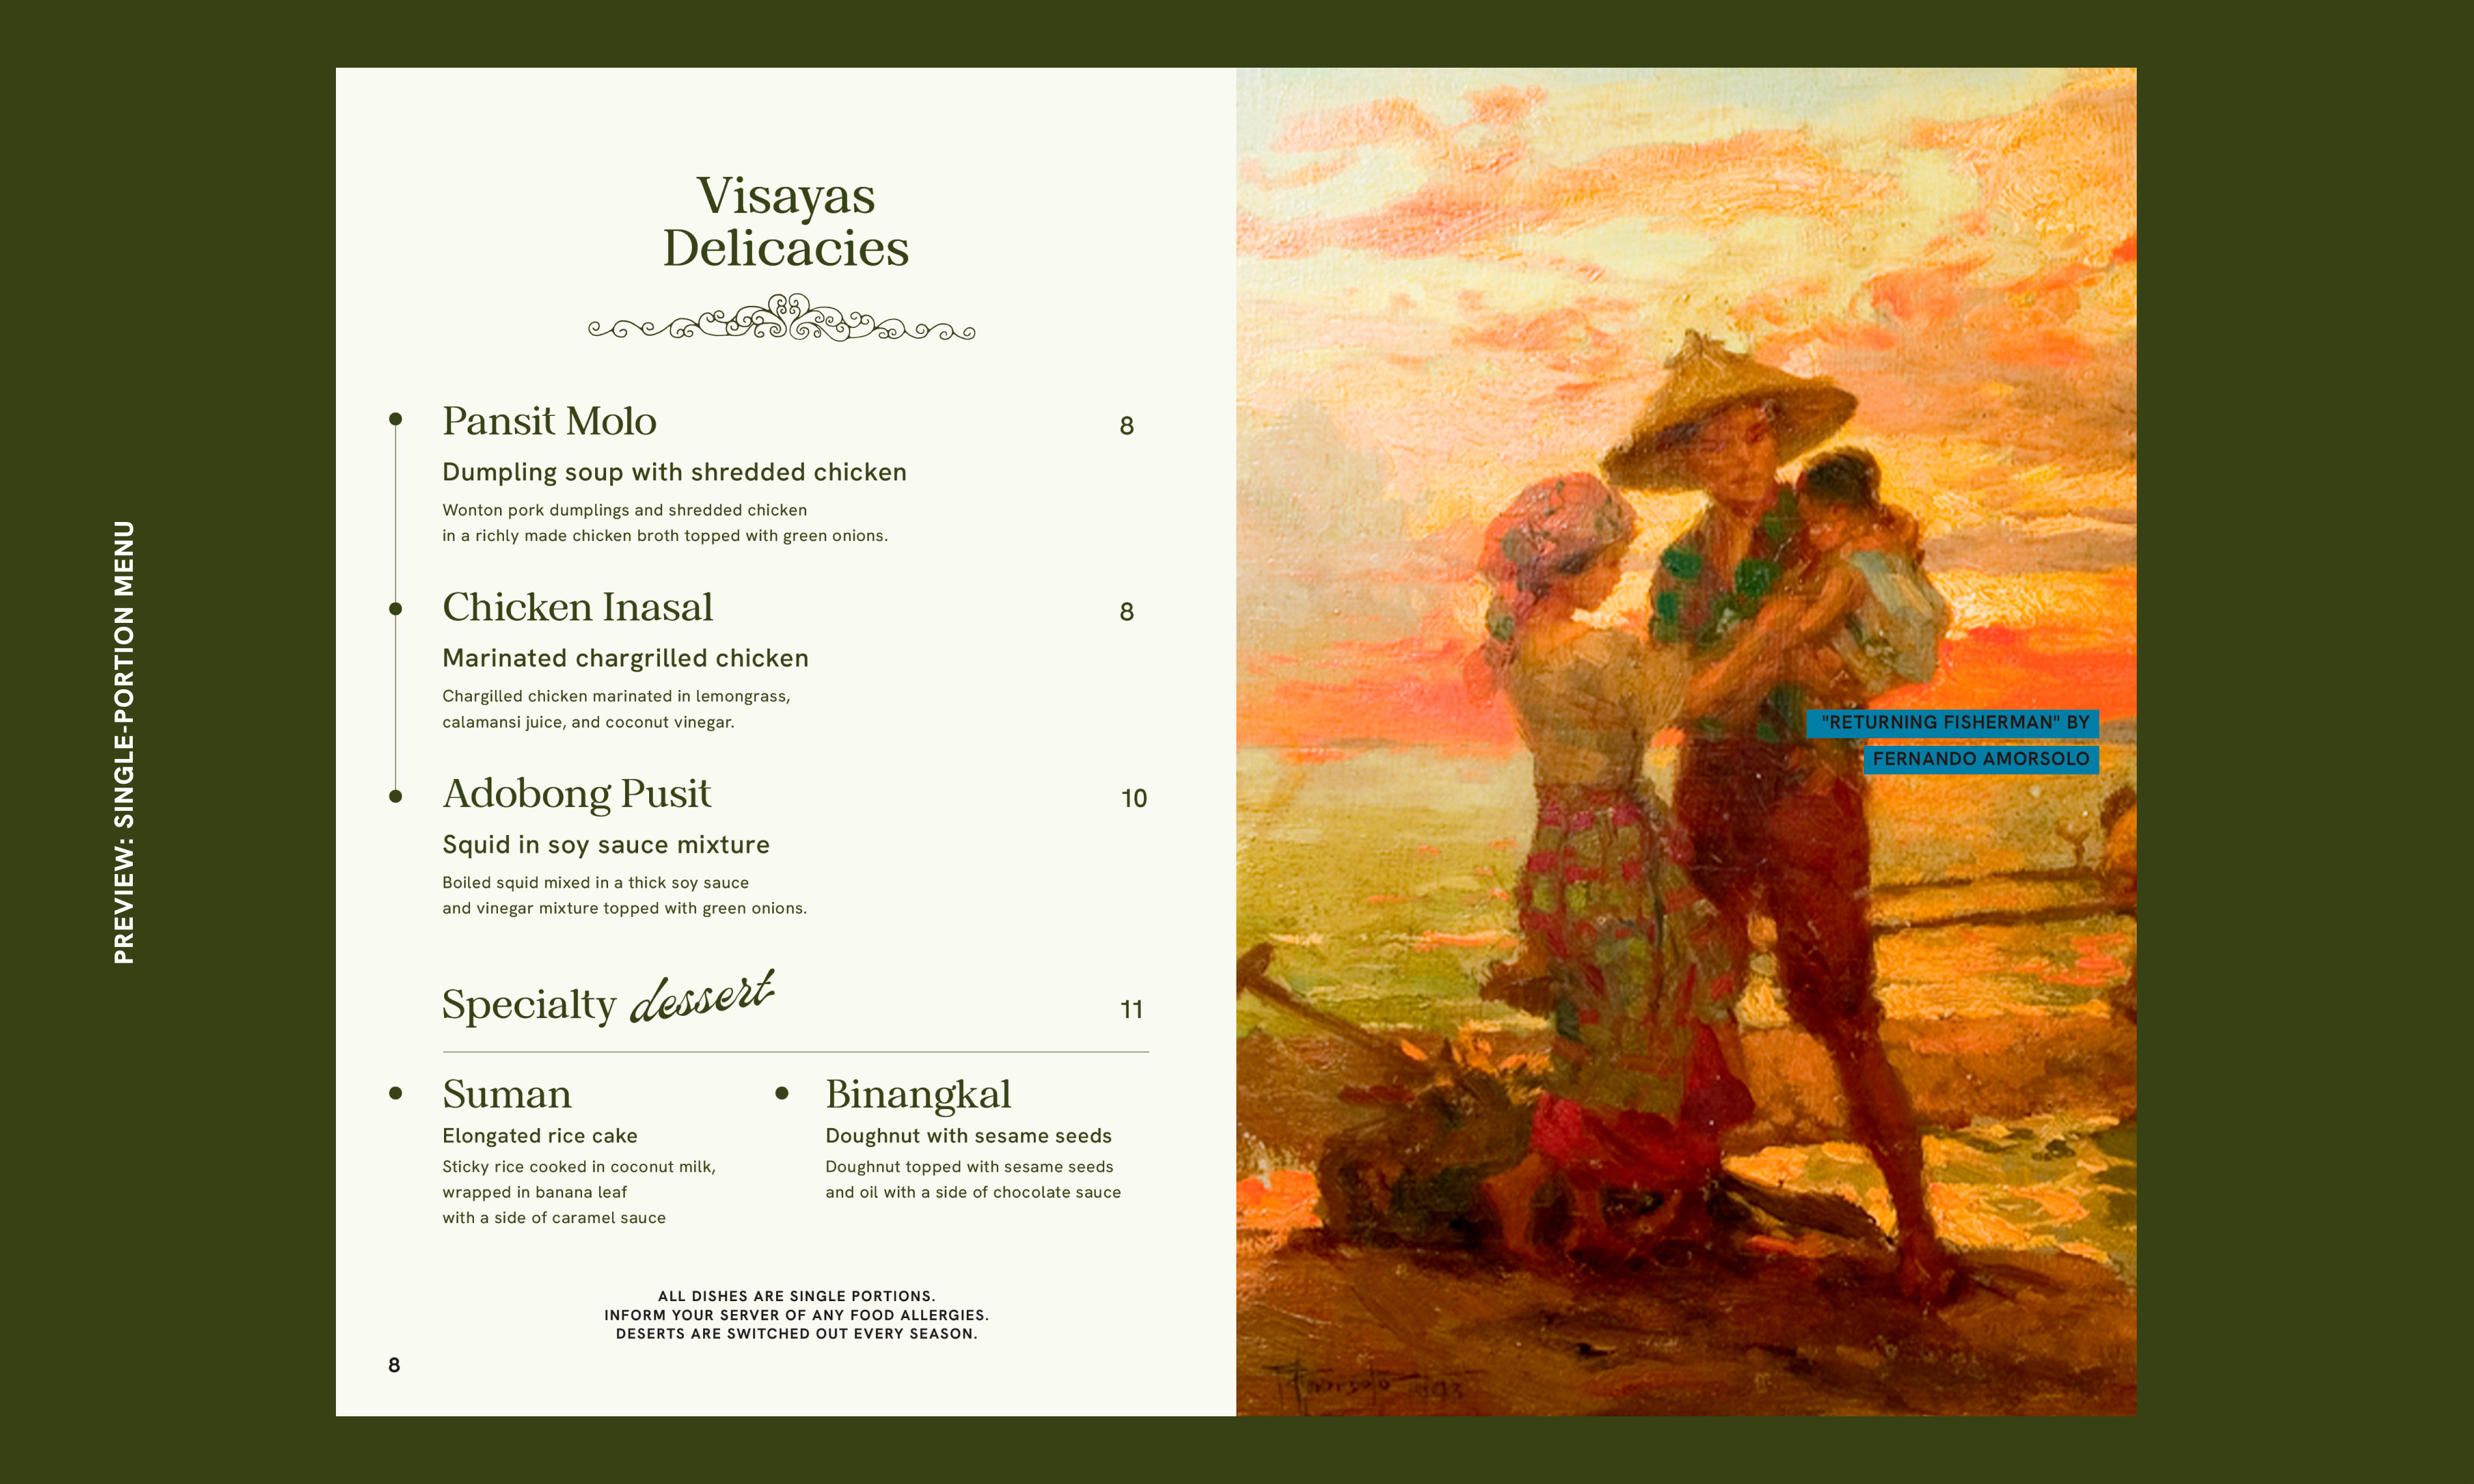 PREVIEW: SINGLE-PORTION MENU
Visayas
Delicacies
Pansit Molo 8
Dumpling soup with shredded chicken
Wonton pork dumplings and shredded chicken
in a richly made chicken broth topped with green onions.
Chicken Inasal 8
Marinated chargrilled chicken
Chargilled chicken marinated in lemongrass,
calamansi juice, and coconut vinegar.
Adobong Pusit 10
Squid in soy sauce mixture
Boiled squid mixed in a thick soy sauce
and vinegar mixture topped with green onions.
Specialty dessert 11
Suman
Elongated rice cake
Sticky rice cooked in coconut milk,
wrapped in banana leaf
with a side of caramel sauce
Binangkal
Doughnut with sesame seeds
Doughnut topped with sesame seeds
and oil with a side of chocolate sauce
ALL DISHES ARE SINGLE PORTIONS.
INFORM YOUR SERVER OF ANY FOOD ALLERGIES.
DESERTS ARE SWITCHED OUT EVERY SEASON.
8
"RETURNING FISHERMAN" BY
FERNANDO AMORSOLO